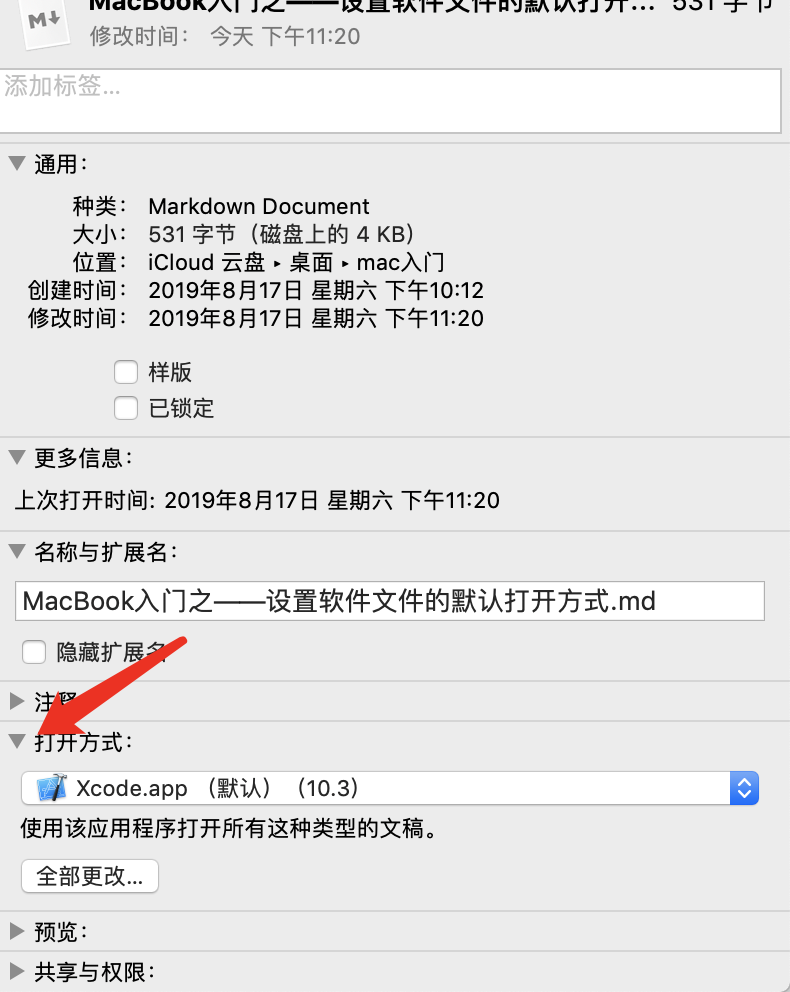 M↓
MacBook入门之——设置软件文件的默认打开… 531 字节
修改时间： 今天 下午11:20
添加标签...
通用：
种类： Markdown Document
大小： 531 字节（磁盘上的 4 KB）
位置： iCloud 云盘 ▸ 桌面 ▸ mac入门
创建时间： 2019年8月17日 星期六 下午10:12
修改时间： 2019年8月17日 星期六 下午11:20
样版
已锁定
更多信息：
上次打开时间: 2019年8月17日 星期六 下午11:20
名称与扩展名：
MacBook入门之——设置软件文件的默认打开方式.md
隐藏扩展名
注释
打开方式：
Xcode.app （默认）（10.3）
使用该应用程序打开所有这种类型的文稿。
全部更改...
预览：
共享与权限：